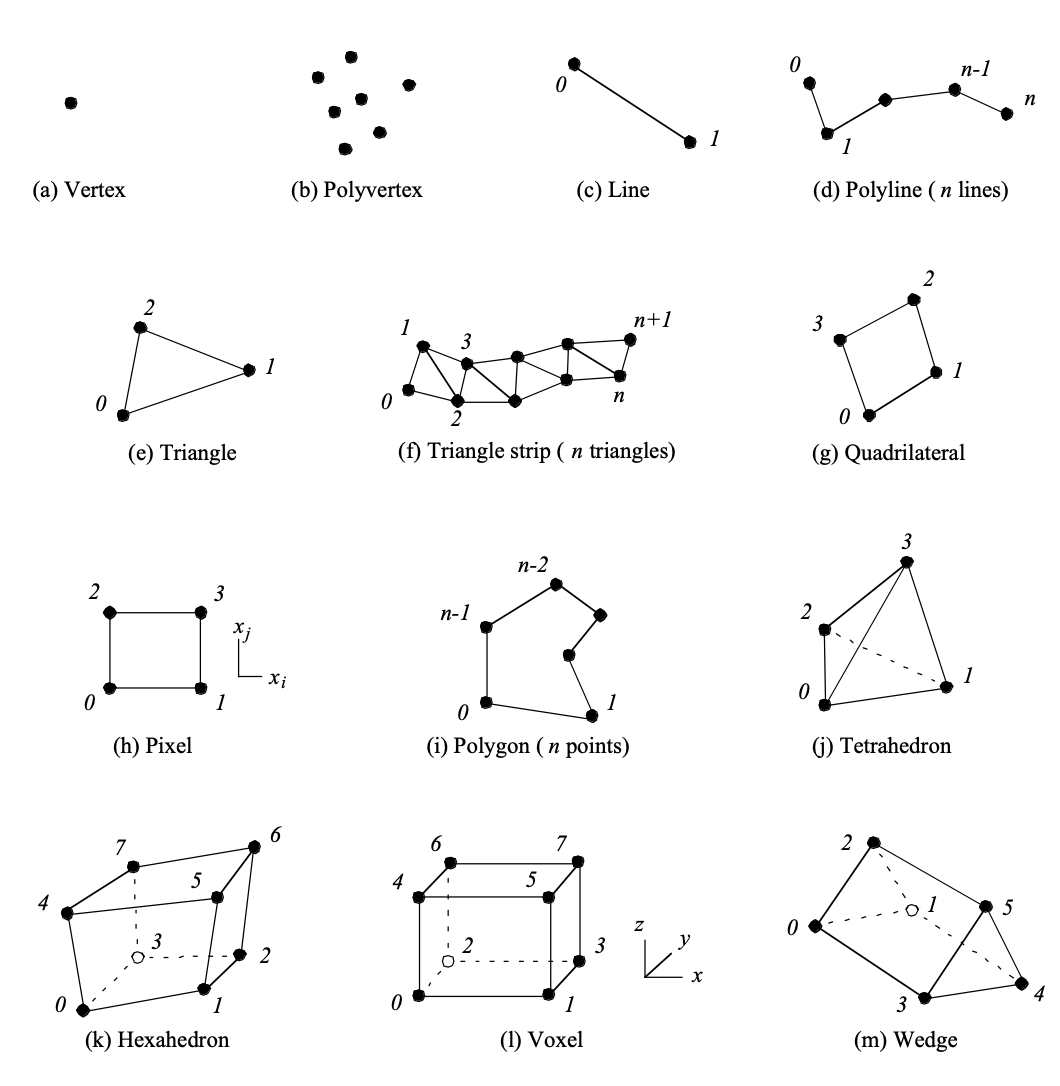 0
1
0
1
n-1
n
(a) Vertex
(b) Polyvertex
(c) Line
(d) Polyline ( n lines)
2
1
0
1
3
n+1
0
2
n
2
3
1
0
(e) Triangle
(f) Triangle strip ( n triangles)
(g) Quadrilateral
2
3
0
1
xj
xi
n-2
n-1
0
1
3
2
0
1
(h) Pixel
(i) Polygon ( n points)
(j) Tetrahedron
7
6
5
4
3
2
0
1
6
7
4
5
2
3
0
1
z
y
x
2
1
5
0
3
4
(k) Hexahedron
(l) Voxel
(m) Wedge